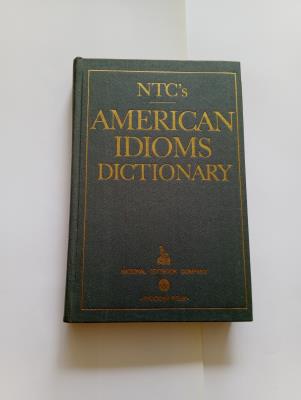 NTC's
AMERICAN
IDIOMS
DICTIONARY
NATIONAL TEXTBOOK COMPANY